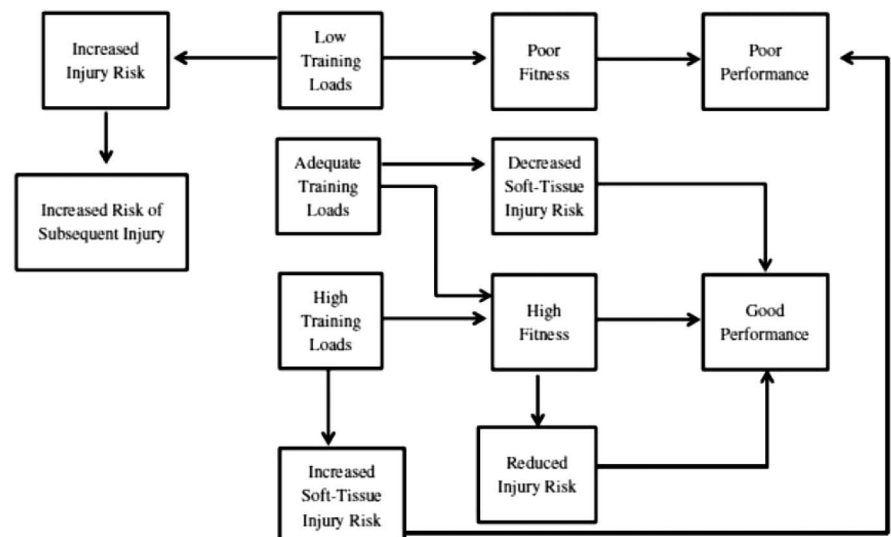 Increased
Injury Risk
Low
Training
Loads
Poor
Fitness
Poor
Performance
Increased Risk of
Subsequent Injury
Adequate
Training
Loads
Decreased
Soft-Tissue
Injury Risk
High
Training
Loads
High
Fitness
Good
Performance
Increased
Soft-Tissue
Injury Risk
Reduced
Injury Risk